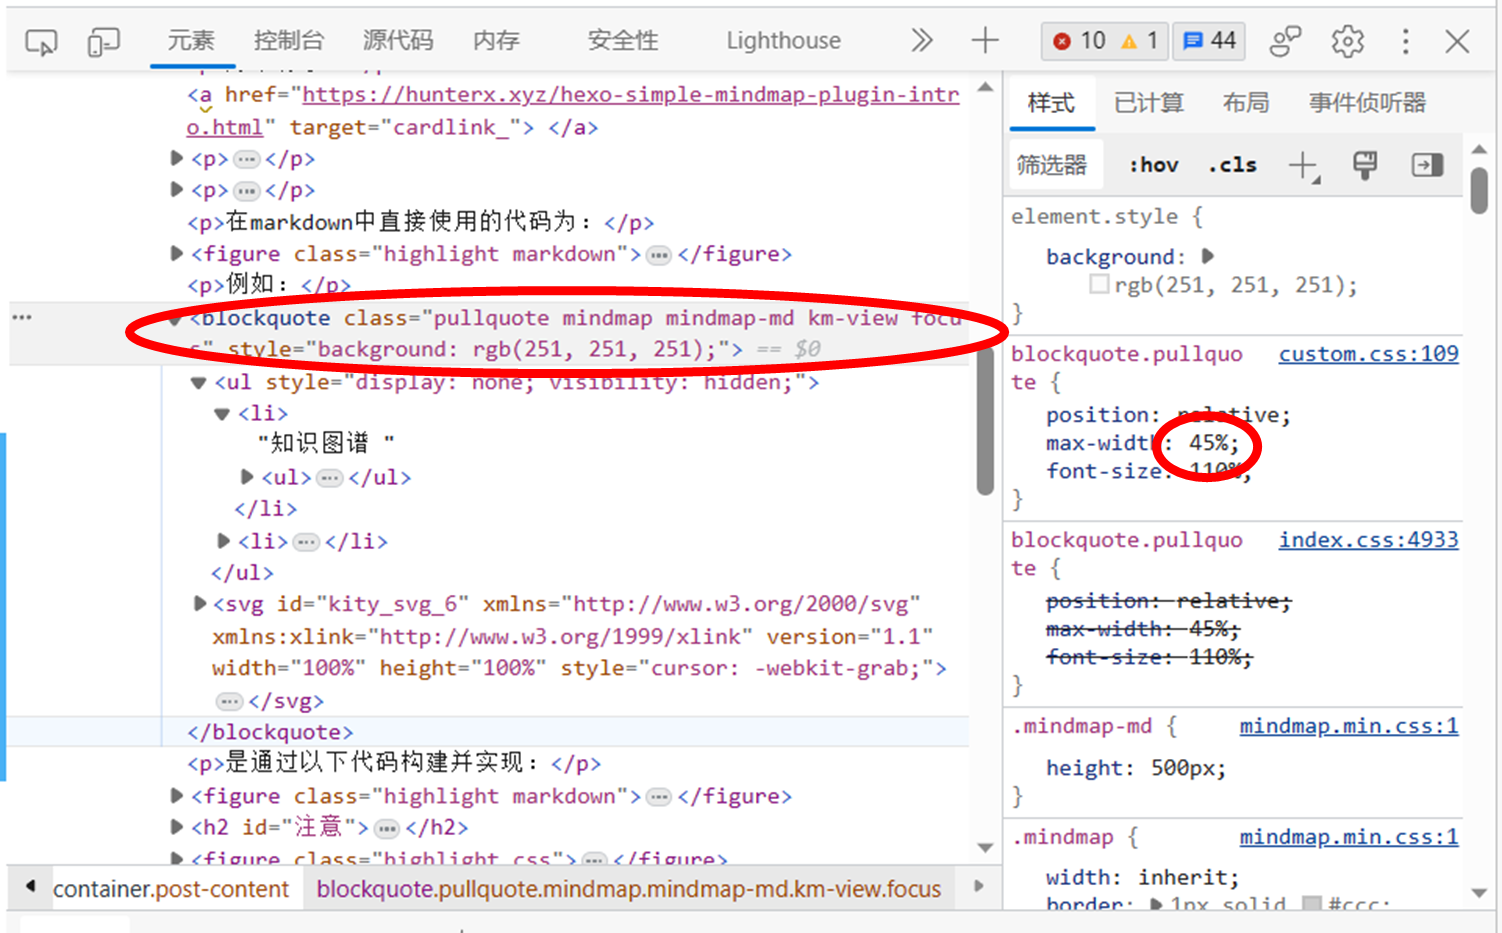 元素 控制台 源代码 内存 安全性 Lighthouse 10 1 44
<a href="https://hunterx.xyz/hexo-simple-mindmap-plugin-intr
o.html" target="cardlink_"> </a>
<p>…</p>
<p>…</p>
<p>在markdown中直接使用的代码为：</p>
<figure class="highlight markdown">…</figure>
<p>例如：</p>
<blockquote class="pullquote mindmap mindmap-md km-view focu
s" style="background: rgb(251, 251, 251);"> == $0
<ul style="display: none; visibility: hidden;">
<li>
"知识图谱 "
<ul>…</ul>
</li>
<li>…</li>
</ul>
<svg id="kity_svg_6" xmlns="http://www.w3.org/2000/svg"
xmlns:xlink="http://www.w3.org/1999/xlink" version="1.1"
width="100%" height="100%" style="cursor: -webkit-grab;">
…</svg>
</blockquote>
<p>是通过以下代码构建并实现：</p>
<figure class="highlight markdown">…</figure>
<h2 id="注意">…</h2>
<figure class="highlight css">…</figure>
container.post-content blockquote.pullquote.mindmap.mindmap-md.km-view.focus
样式 已计算 布局 事件侦听器
筛选器 :hov .cls
element.style {
background:
rgb(251, 251, 251);
}
blockquote.pullquo custom.css:109
te {
position: relative;
max-width: 45%;
font-size: 110%;
}
blockquote.pullquo index.css:4933
te {
position: relative;
max-width: 45%;
font-size: 110%;
}
.mindmap-md { mindmap.min.css:1
height: 500px;
}
.mindmap { mindmap.min.css:1
width: inherit;
border: 1px solid #ccc;